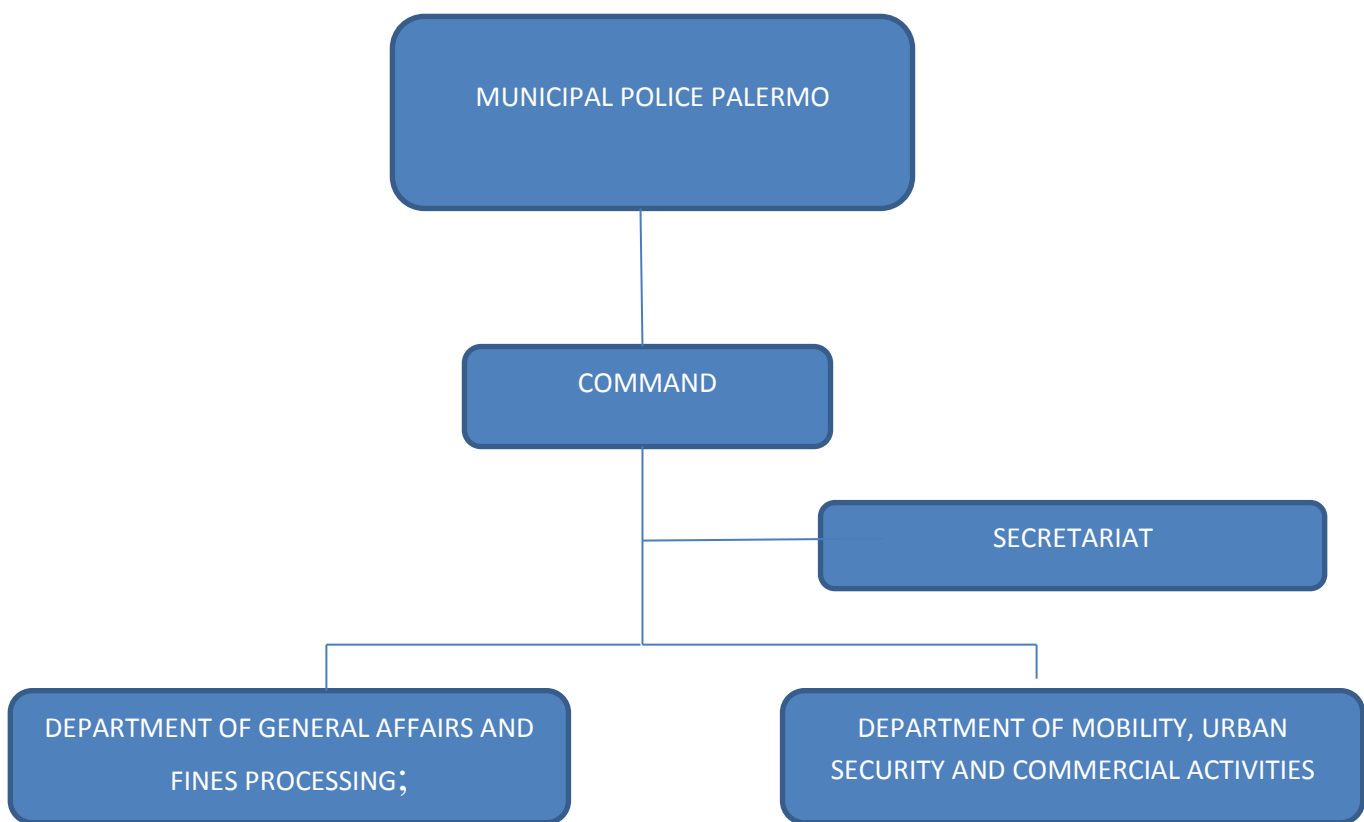 MUNICIPAL POLICE PALERMO
COMMAND
SECRETARIAT
DEPARTMENT OF GENERAL AFFAIRS AND
FINES PROCESSING;
DEPARTMENT OF MOBILITY, URBAN
SECURITY AND COMMERCIAL ACTIVITIES